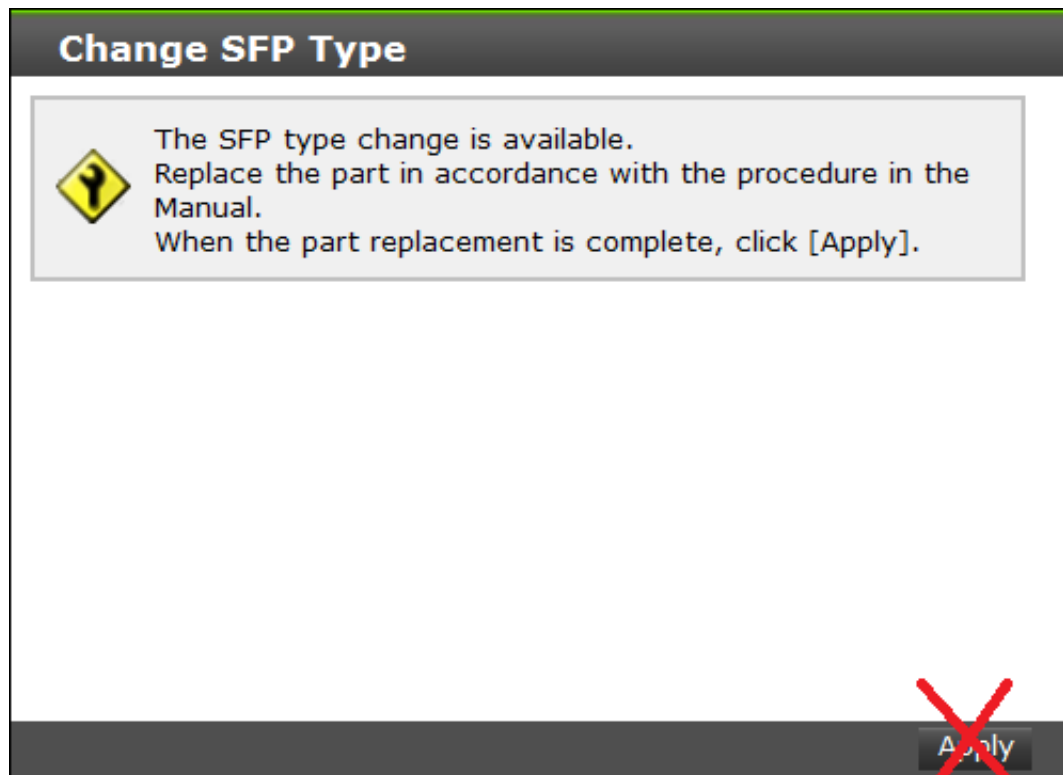 Change SFP Type
The SFP type change is available.
Replace the part in accordance with the procedure in the
Manual.
When the part replacement is complete, click [Apply].
Apply